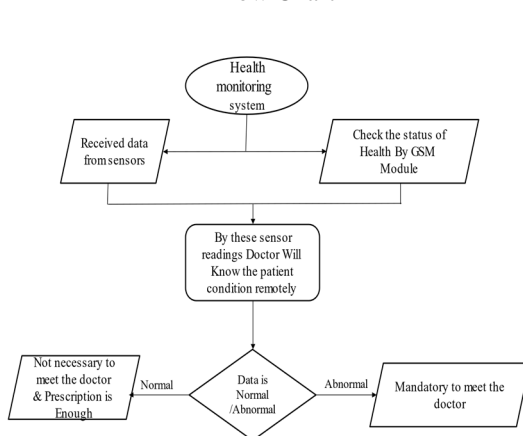 Health
monitoring
system
Received data
from sensors
Check the status of
Health By GSM
Module
By these sensor
readings Doctor Will
Know the patient
condition remotely
Not necessary to
meet the doctor
& Prescription is
Enough
Normal
Data is
Normal
/Abnormal
Abnormal
Mandatory to meet the
doctor